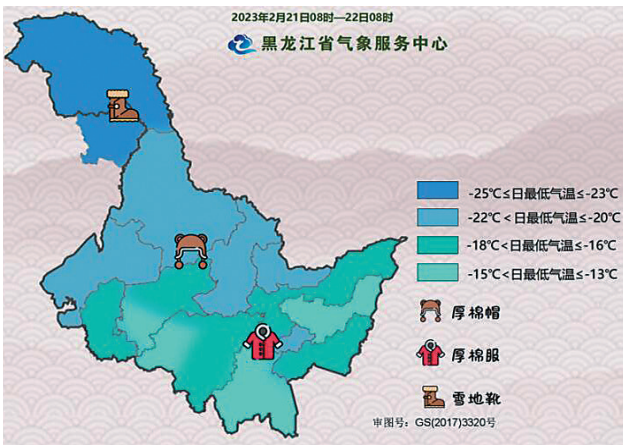 2023年2月21日08时—22日08时
黑龙江省气象服务中心
-25℃≤日最低气温≤-23℃
-22℃<日最低气温≤-20℃
-18℃<日最低气温≤-16℃
-15℃<日最低气温≤-13℃
厚棉帽
厚棉服
雪地靴
审图号：GS(2017)3320号